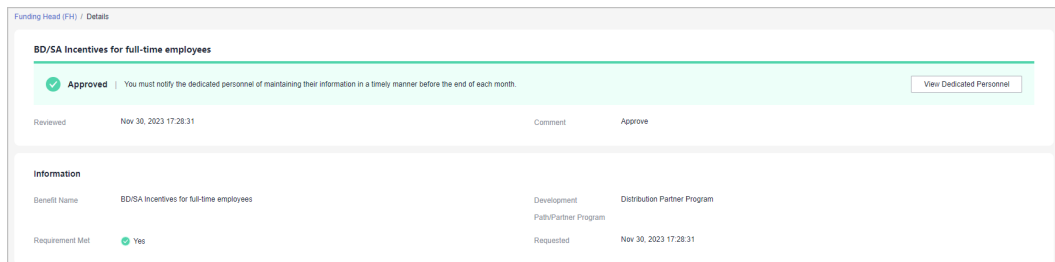 Funding Head (FH) / Details
BD/SA Incentives for full-time employees
Approved | You must notify the dedicated personnel of maintaining their information in a timely manner before the end of each month. View Dedicated Personnel
Reviewed Nov 30, 2023 17:28:31 Comment Approve
Information
Benefit Name BD/SA Incentives for full-time employees Development Distribution Partner Program
Path/Partner Program
Requirement Met Yes Requested Nov 30, 2023 17:28:31